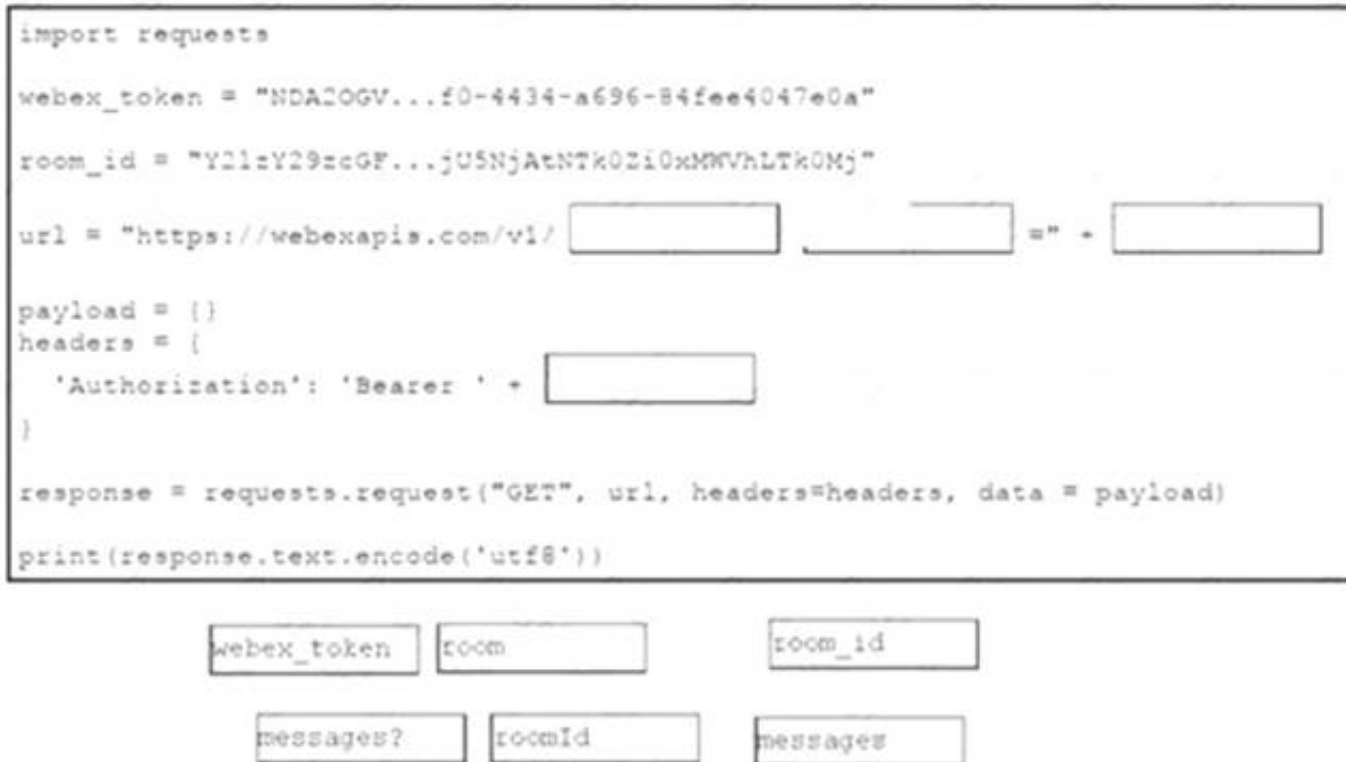 import requests
webex_token = "NDA2OGV...f0-4434-a696-84fee4047e0a"
room_id = "Y2lzY29zcGF...jU5NjAtNTk0Zi0xMWVhLTk0Mj"
url = "https://webexapis.com/v1/ =" +
payload = {}
headers = {
'Authorization': 'Bearer ' +
}
response = requests.request("GET", url, headers=headers, data = payload)
print(response.text.encode('utf8'))
webex_token room room_id
messages? roomId messages